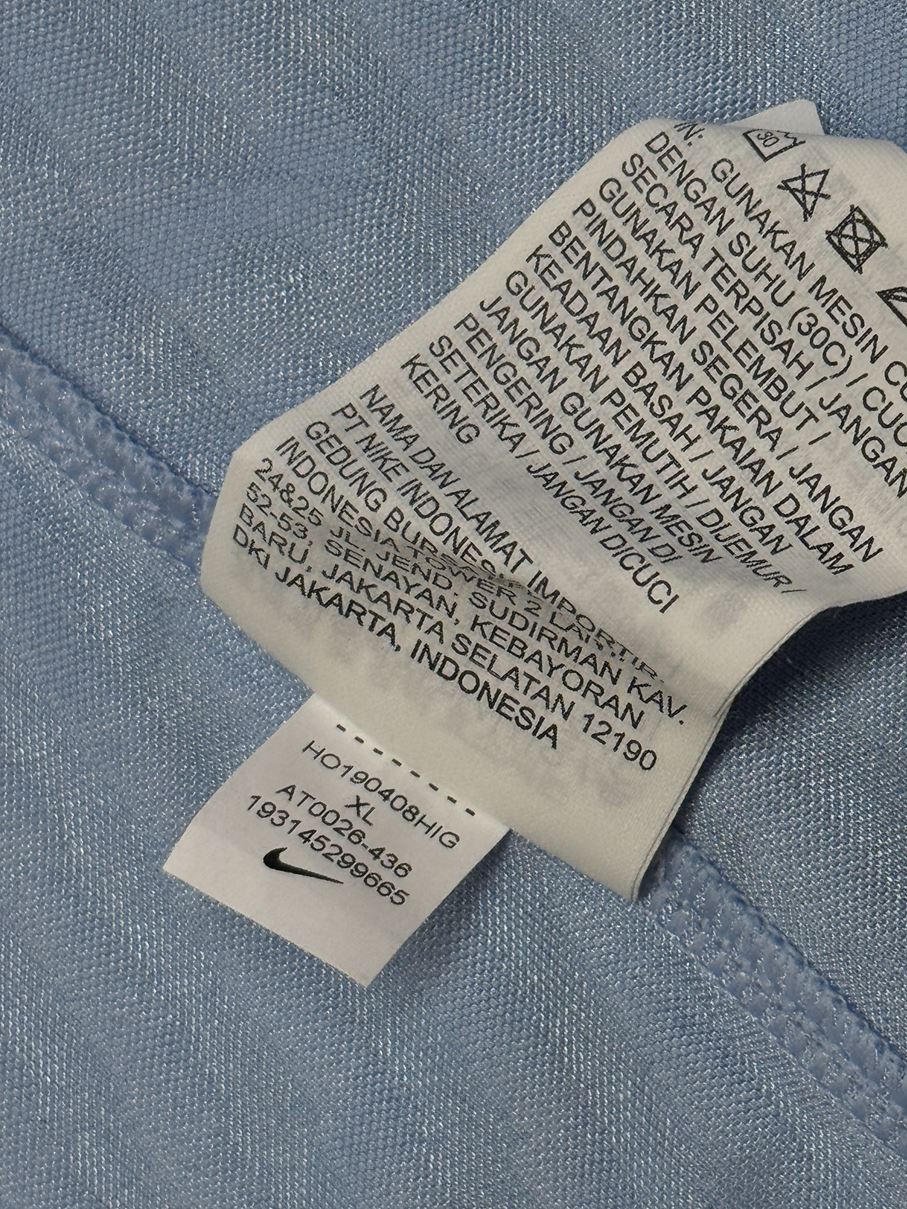 30
IN: GUNAKAN MESIN
DENGAN SUHU (30C) /
SECARA TERPISAH / JANGAN
GUNAKAN PELEMBUT /
PINDAHKAN SEGERA / JANGAN
BENTANGKAN PAKAIAN DALAM
KEADAAN BASAH / JANGAN
GUNAKAN PEMUTIH / DIJEMUR /
JANGAN GUNAKAN MESIN
PENGERING / JANGAN DI
SETERIKA / JANGAN DICUCI
KERING
NAMA DAN ALAMAT IMPORTIR:
PT NIKE INDONESIA
GEDUNG BURSA
INDONESIA TOWER 2 LANTAI
24&25 JL. JEND. SUDIRMAN KAV.
52-53, SENAYAN, KEBAYORAN
BARU, JAKARTA SELATAN 12190
DKI JAKARTA, INDONESIA
HO190408HIG
XL
AT0026-436
193145299665